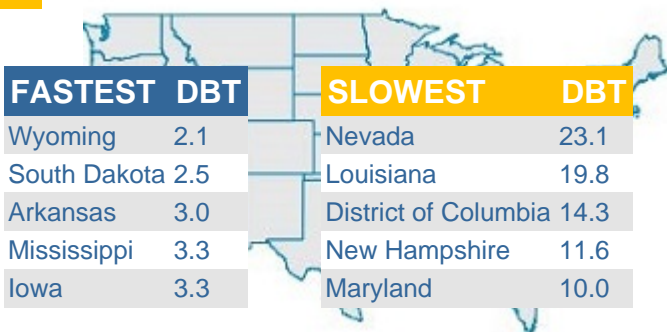 FASTEST DBT
Wyoming 2.1
South Dakota 2.5
Arkansas 3.0
Mississippi 3.3
Iowa 3.3
SLOWEST DBT
Nevada 23.1
Louisiana 19.8
District of Columbia 14.3
New Hampshire 11.6
Maryland 10.0